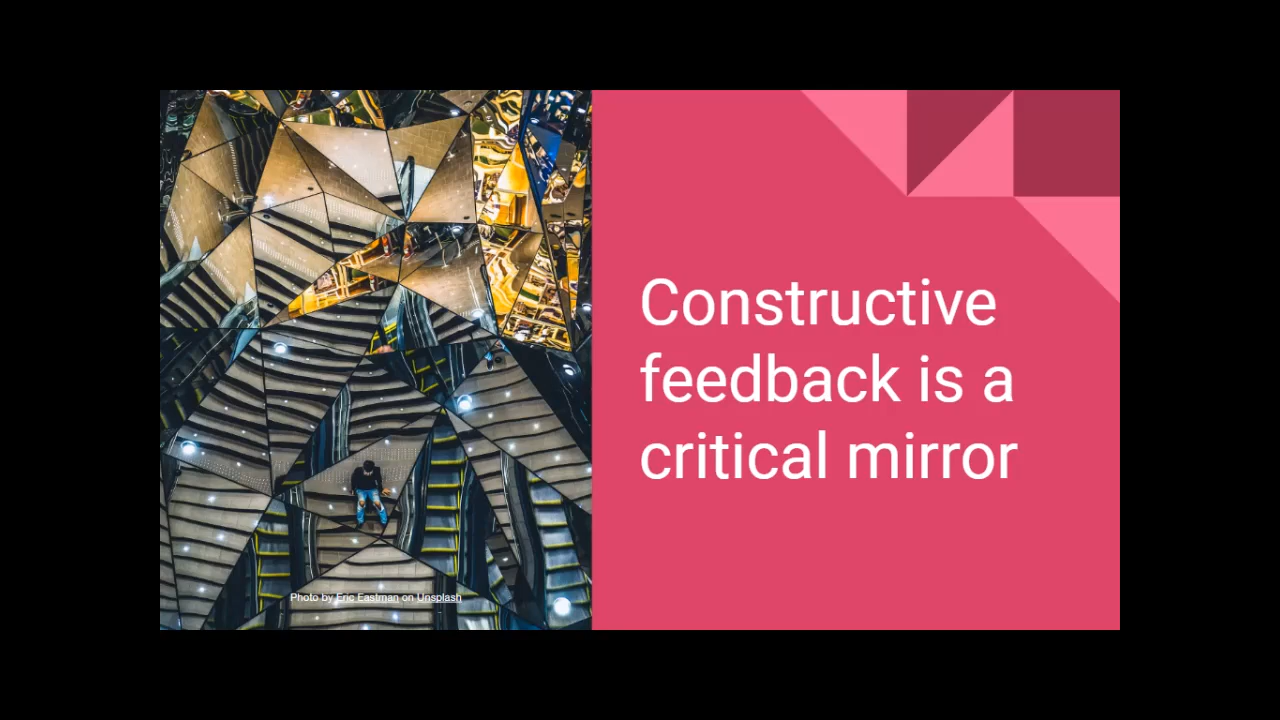 Constructive
feedback is a
critical mirror
Photo by Eric Eastman on Unsplash